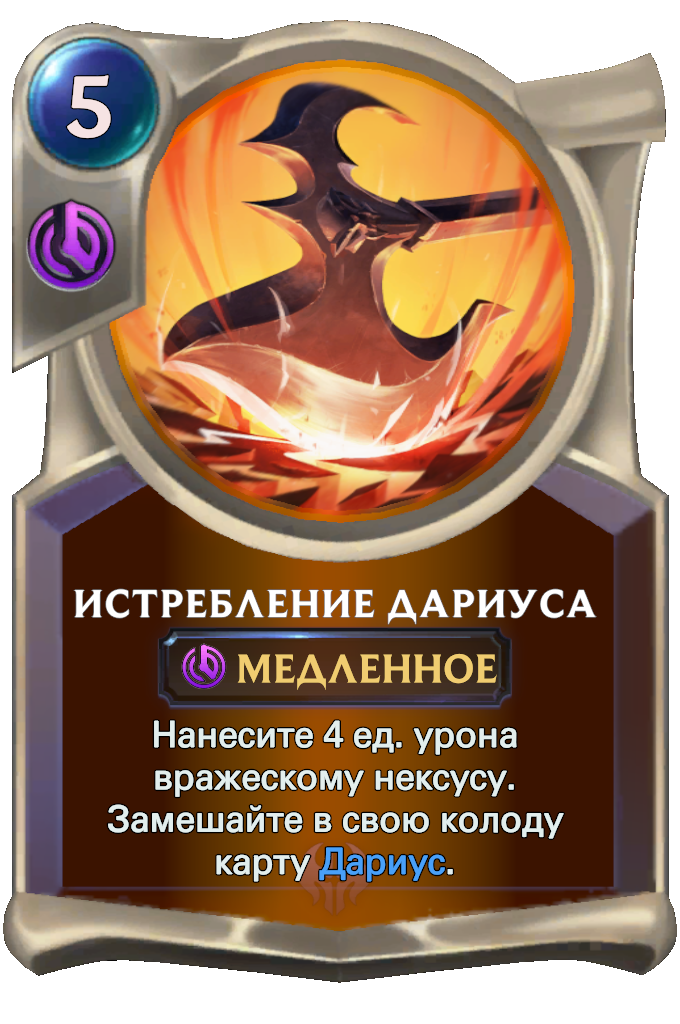 5
ИСТРЕБЛЕНИЕ ДАРИУСА
МЕДЛЕННОЕ
Нанесите 4 ед. урона
вражескому нексусу.
Замешайте в свою колоду
карту Дариус.